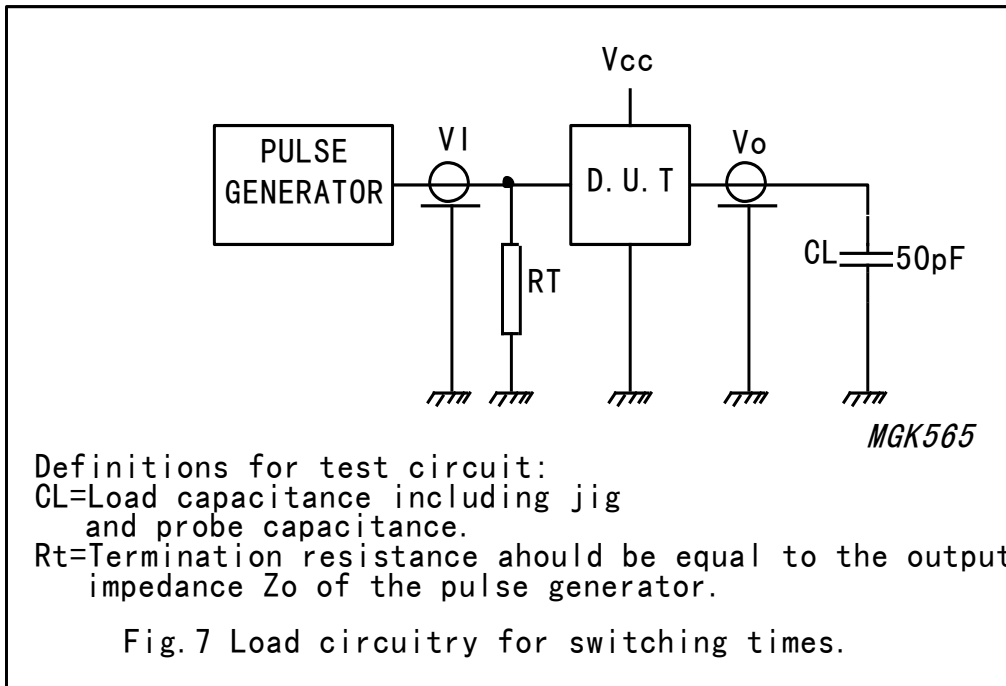 Vcc
PULSE
GENERATOR
VI
D.U.T
Vo
RT
CL
50pF
MGK565
Definitions for test circuit:
CL=Load capacitance including jig
and probe capacitance.
Rt=Termination resistance ahould be equal to the output
impedance Zo of the pulse generator.
Fig.7 Load circuitry for switching times.